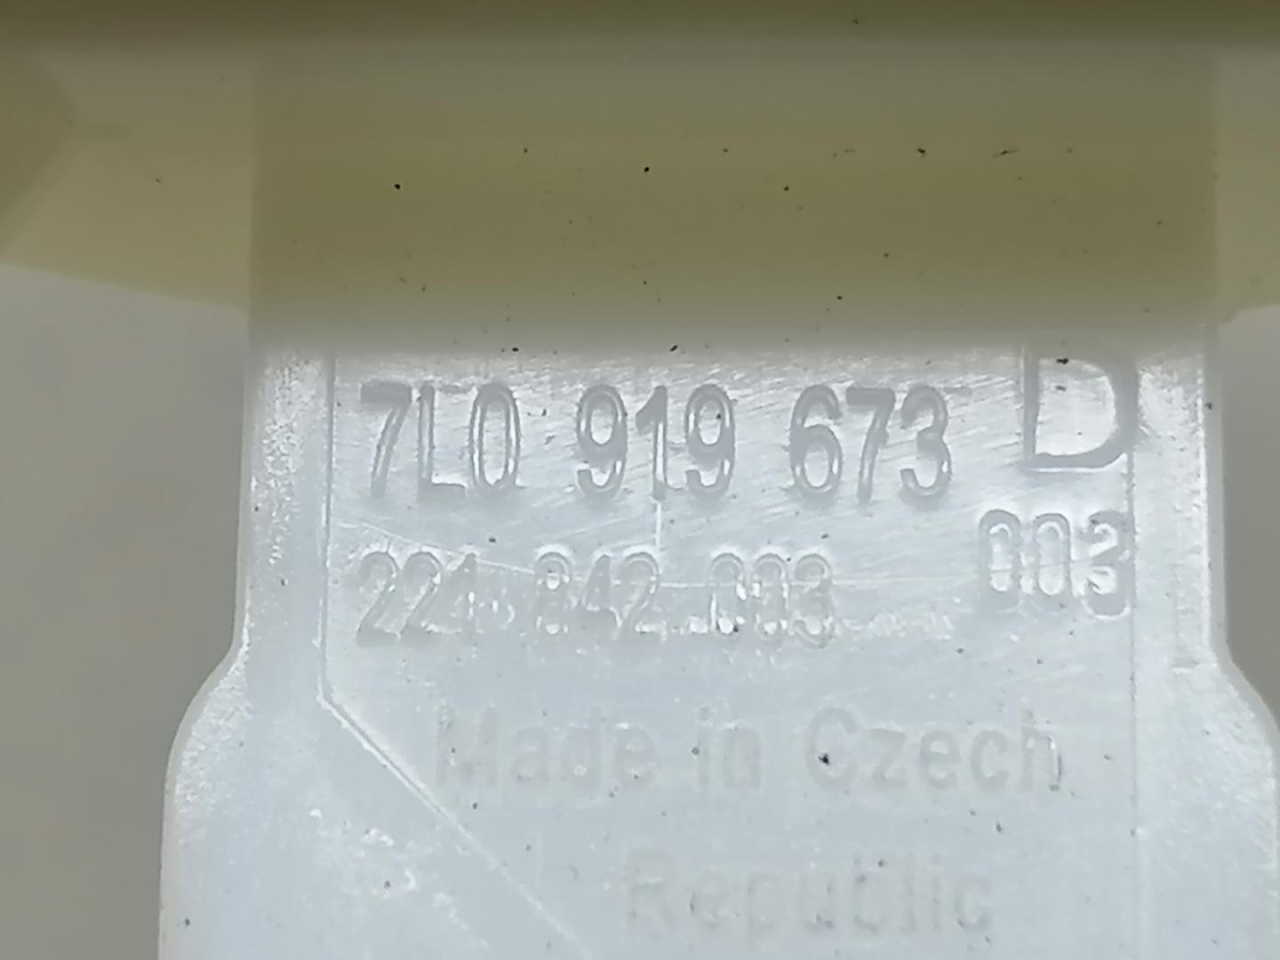 7L0 919 673 D
003
224 842 003
Made in Czech
Republic